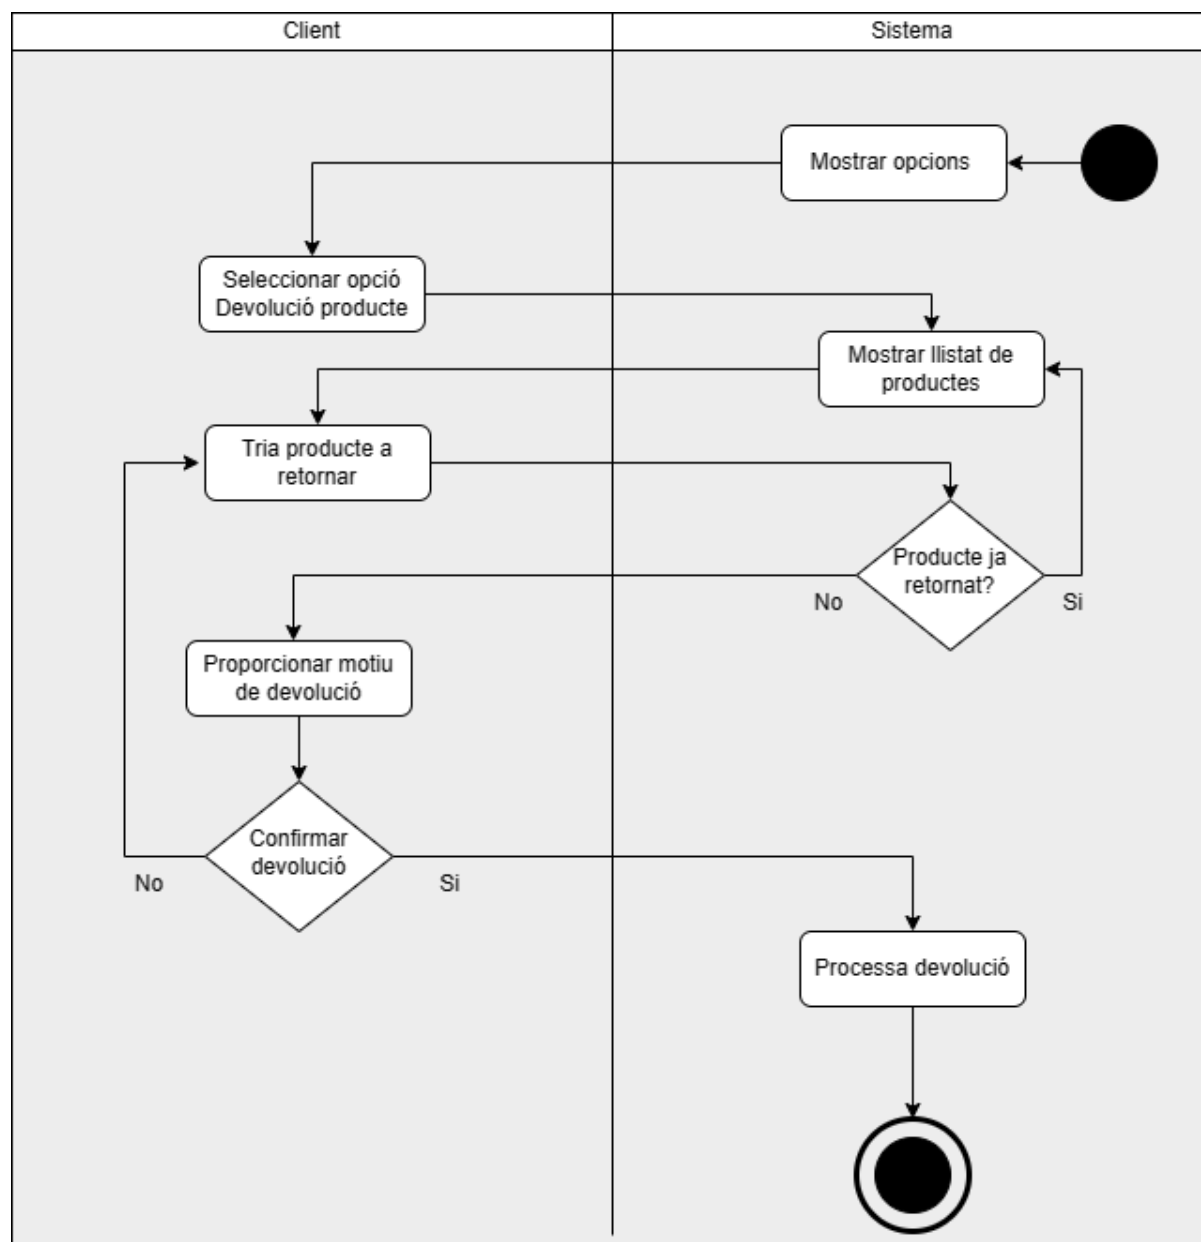 Client
Sistema
Mostrar opcions
Seleccionar opció
Devolució producte
Mostrar llistat de
productes
Tria producte a
retornar
Producte ja
retornat?
No
Si
Proporcionar motiu
de devolució
Confirmar
devolució
No
Si
Processa devolució